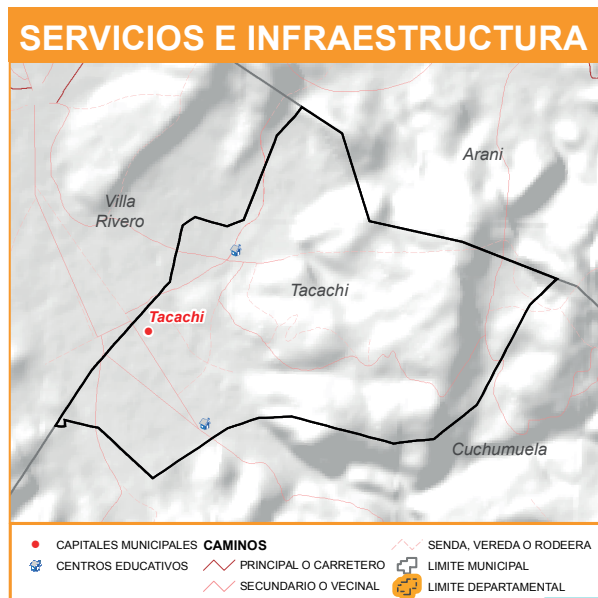 SERVICIOS E INFRAESTRUCTURA
Arani
Villa
Rivero
Tacachi
Tacachi
Cuchumuela
CAPITALES MUNICIPALES
CENTROS EDUCATIVOS
CAMINOS
PRINCIPAL O CARRETERO
SECUNDARIO O VECINAL
SENDA, VEREDA O RODEERA
LIMITE MUNICIPAL
LIMITE DEPARTAMENTAL